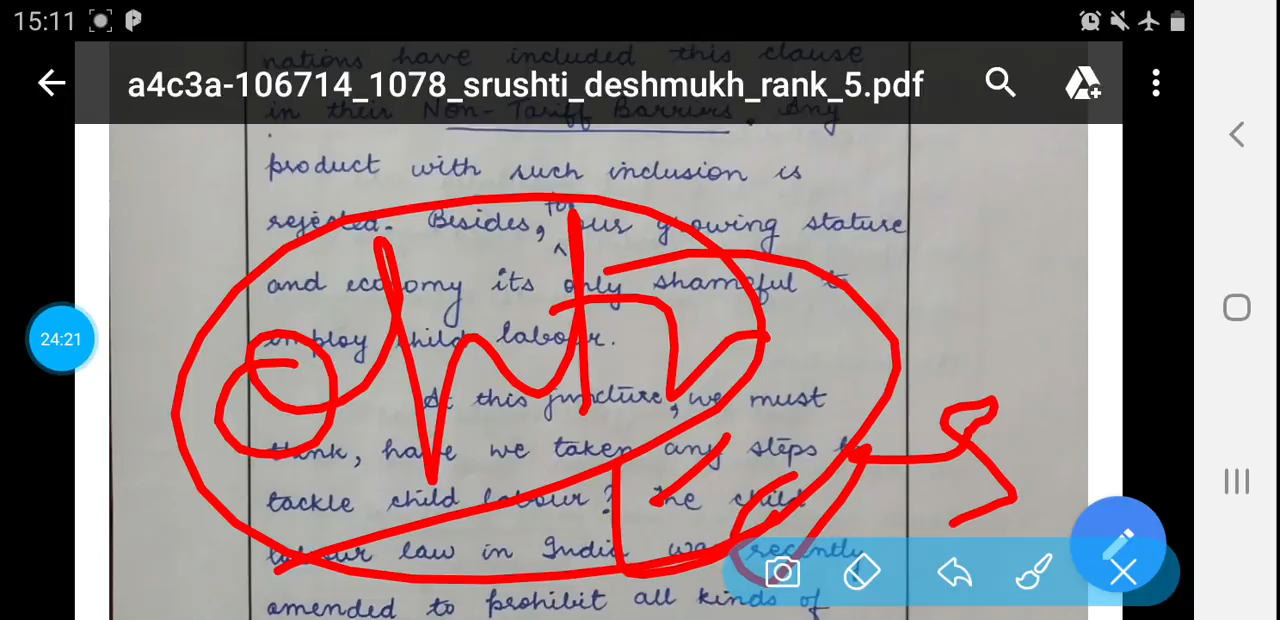 15:11
nations have included this clause
a4c3a-106714_1078_srushti_deshmukh_rank_5.pdf
in their Non-Tariff Barriers. Any
product with such inclusion is
rejected. Besides, for our growing stature
and economy its only shameful to
employ child labour.
24:21
At this juncture, we must
think, have we taken any steps to
tackle child labour? The child
labour law in India was recently
amended to prohibit all kinds of